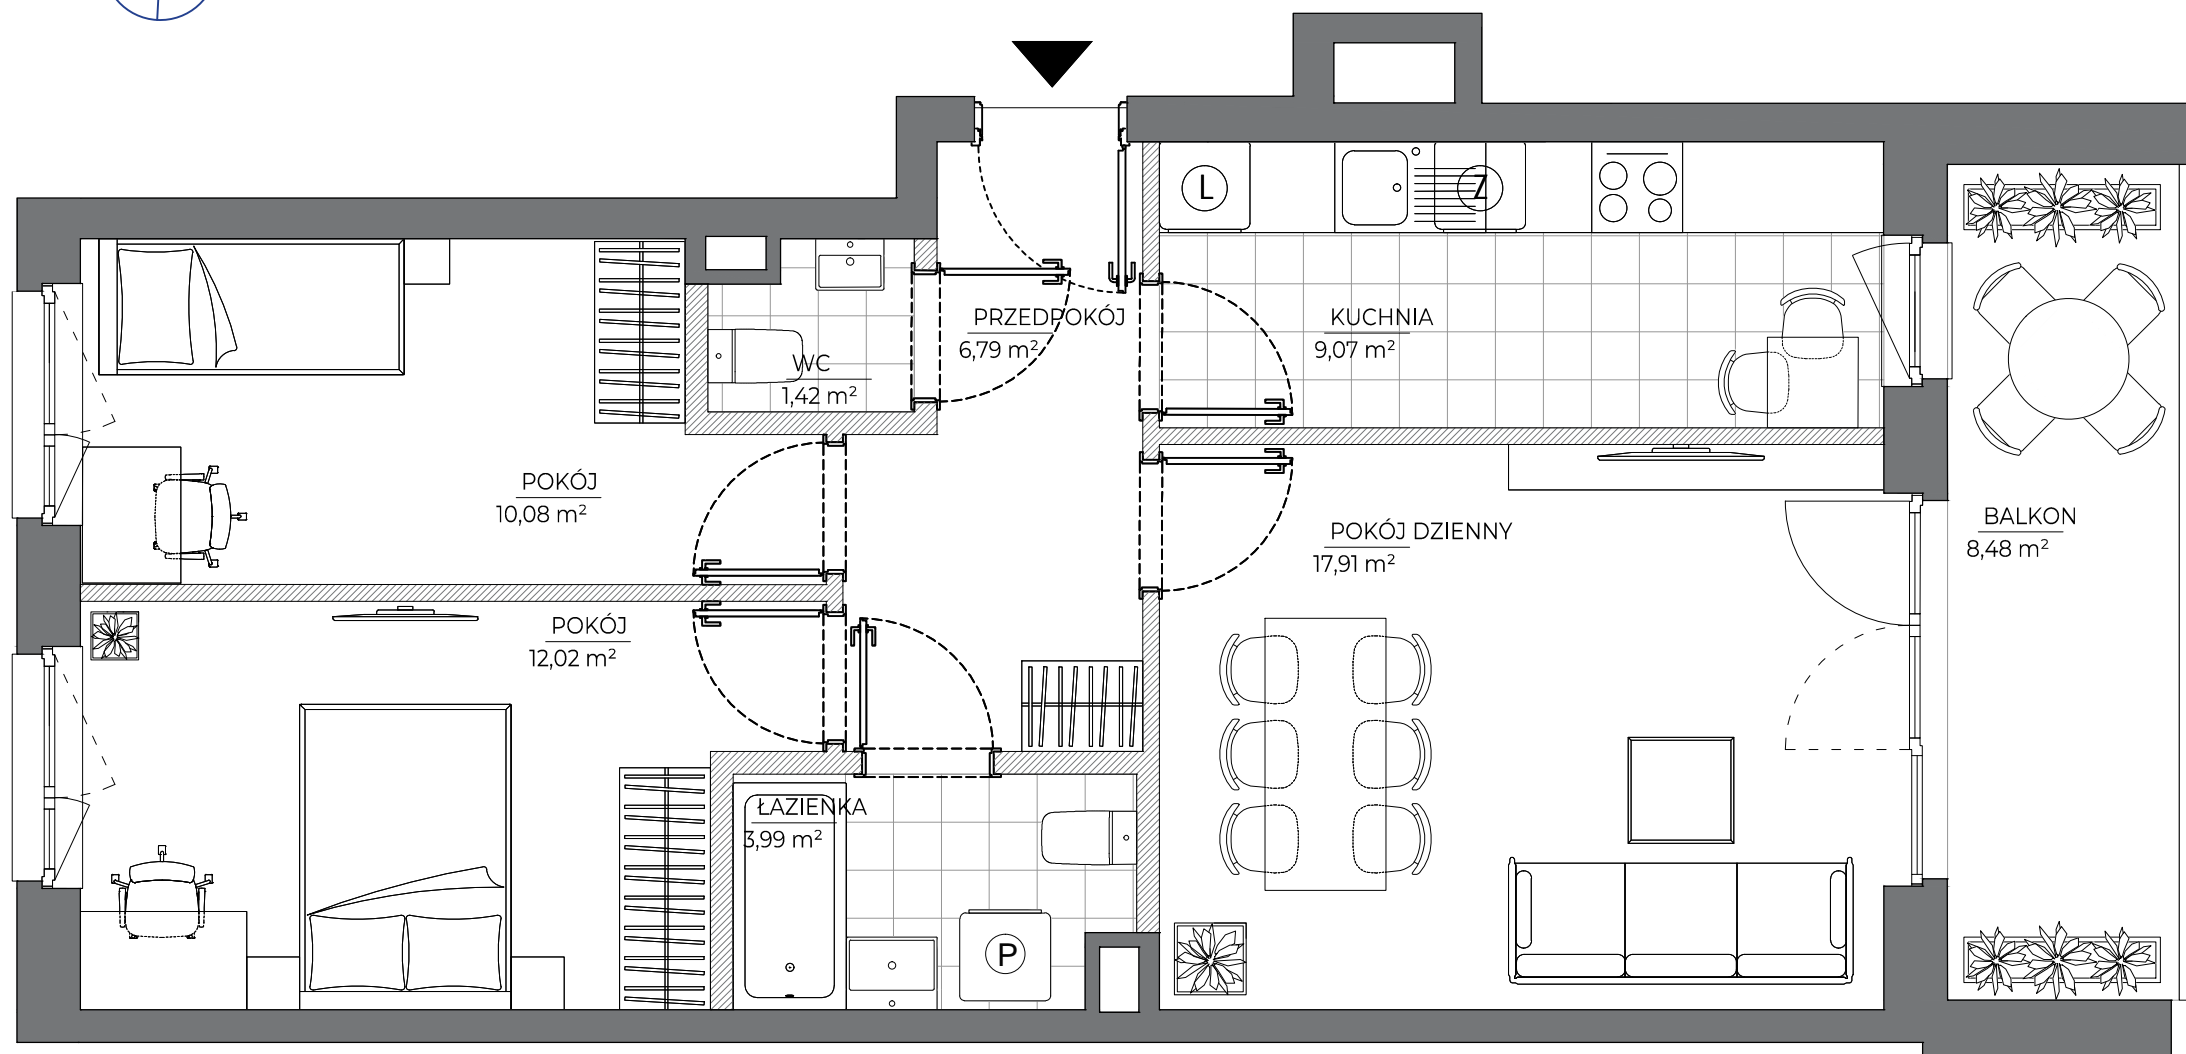 L
Z
PRZEDPOKÓJ
6,79 m²
KUCHNIA
9,07 m²
WC
1,42 m²
POKÓJ
10,08 m²
POKÓJ DZIENNY
17,91 m²
BALKON
8,48 m²
POKÓJ
12,02 m²
ŁAZIENKA
3,99 m²
P